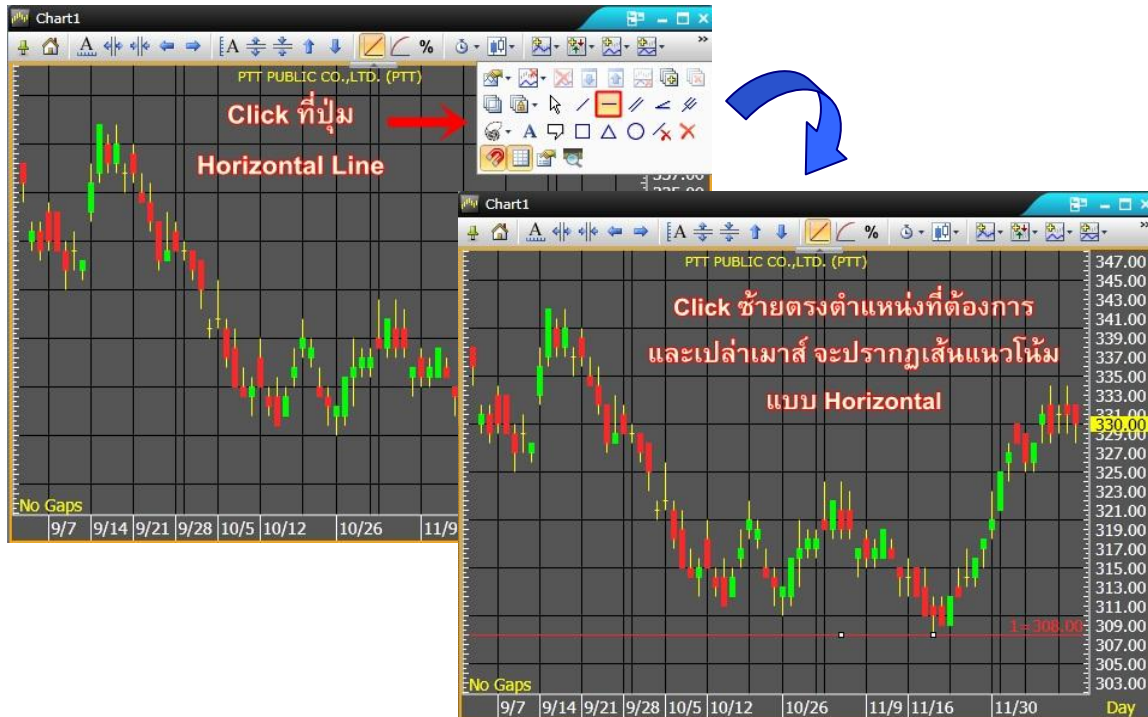 Chart1
A
A
%
PTT PUBLIC CO.,LTD. (PTT)
Click ที่ปุ่ม
Horizontal Line
A
337.00
No Gaps
9/7 9/14 9/21 9/28 10/5 10/12 10/26 11/9
Chart1
A
A
%
PTT PUBLIC CO.,LTD. (PTT)
Click ซ้ายตรงตำแหน่งที่ต้องการ
และเปล่าเมาส์ จะปรากฏเส้นแนวโน้ม
แบบ Horizontal
347.00
345.00
343.00
341.00
339.00
337.00
335.00
333.00
331.00
330.00
329.00
327.00
325.00
323.00
321.00
319.00
317.00
315.00
313.00
311.00
309.00
1=308.00
307.00
305.00
303.00
No Gaps
9/7 9/14 9/21 9/28 10/5 10/12 10/26 11/9 11/16 11/30 Day